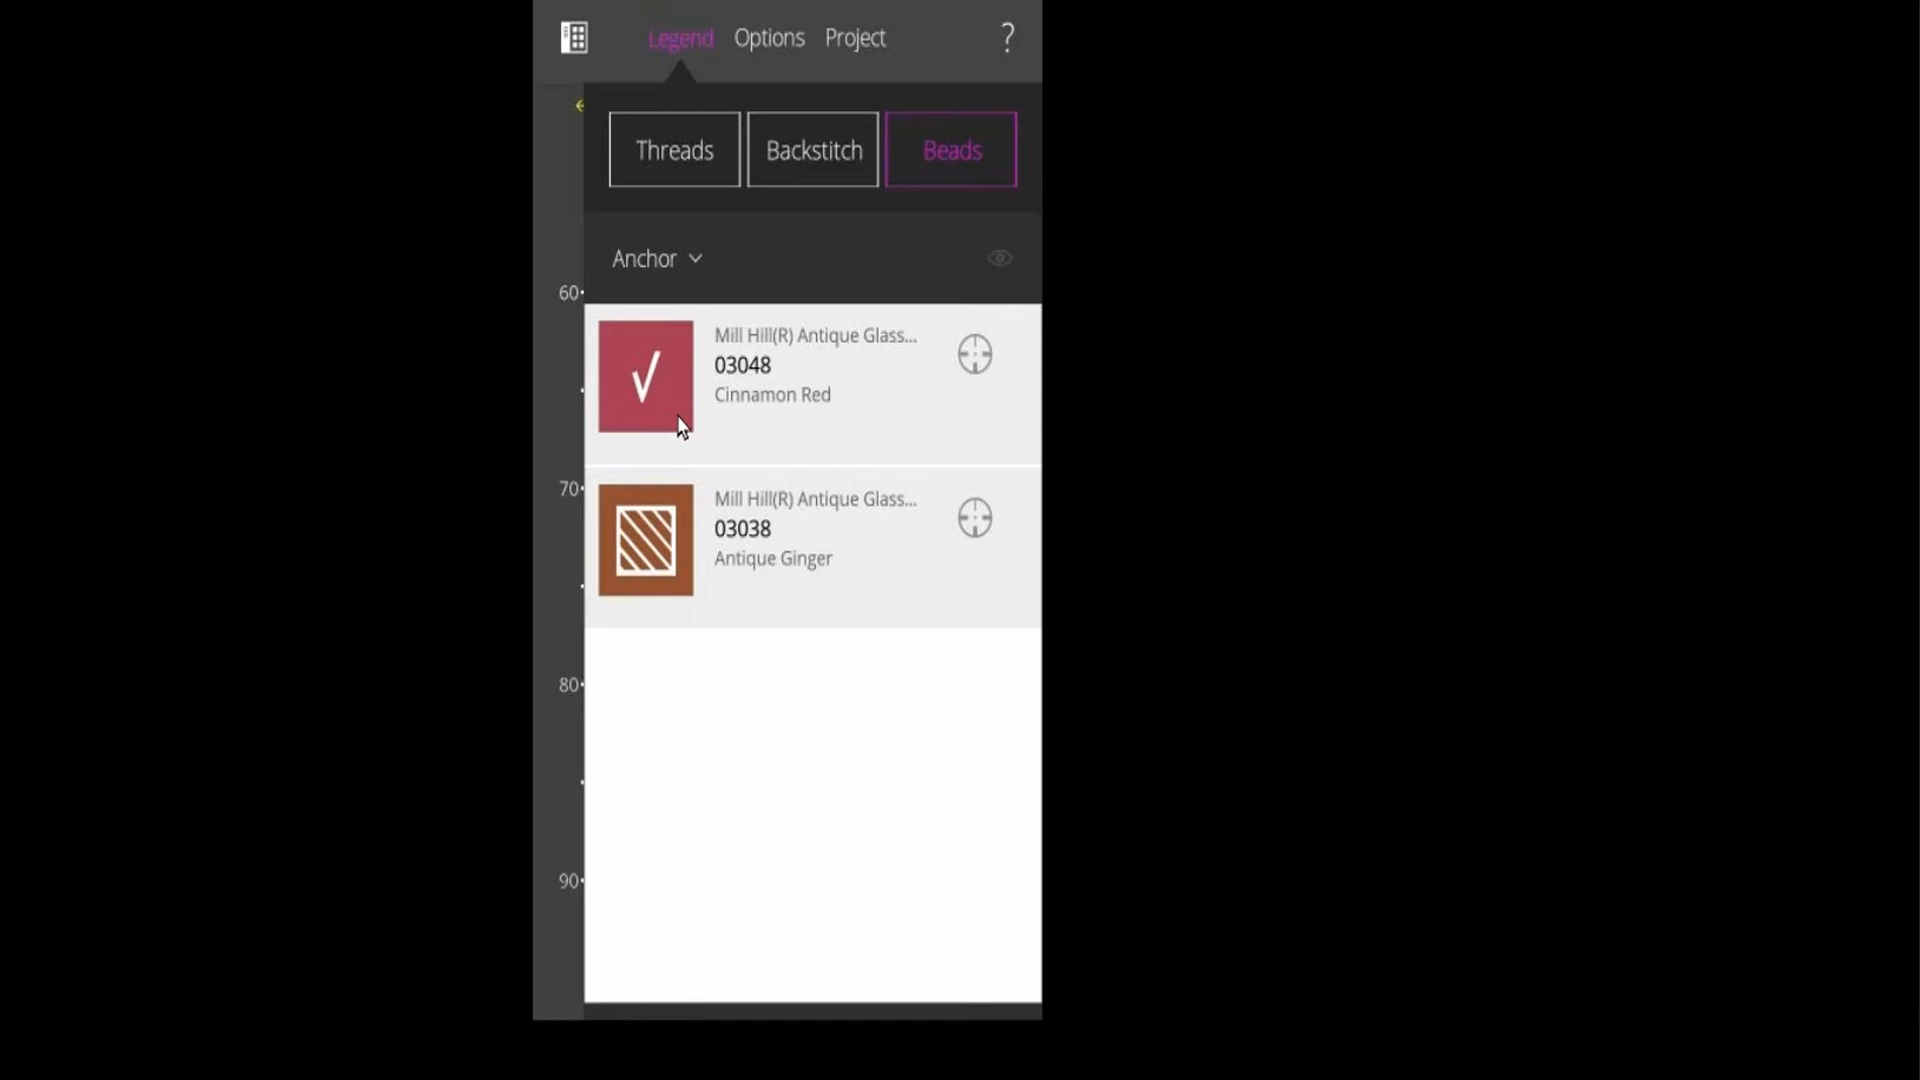 Legend Options Project ?
Threads Backstitch Beads
Anchor
60
Mill Hill(R) Antique Glass...
03048
Cinnamon Red
70
Mill Hill(R) Antique Glass...
03038
Antique Ginger
80
90